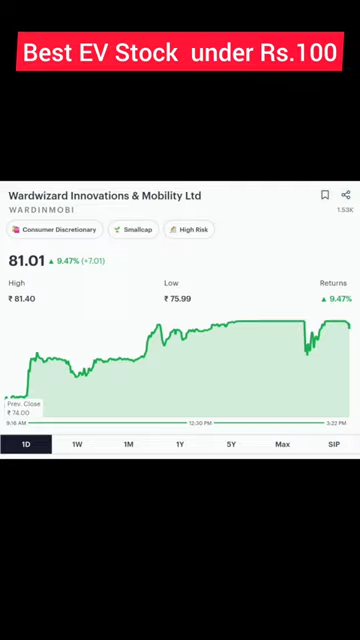 Best EV Stock under Rs.100
Wardwizard Innovations & Mobility Ltd
WARDINMOBI
1.53K
Consumer Discretionary
Smallcap
High Risk
81.01 ▲ 9.47% (+7.01)
High Low Returns
₹ 81.40 ₹ 75.99 ▲ 9.47%
Prev. Close
₹ 74.00
9:16 AM 12:30 PM 3:22 PM
1D 1W 1M 1Y 5Y Max SIP